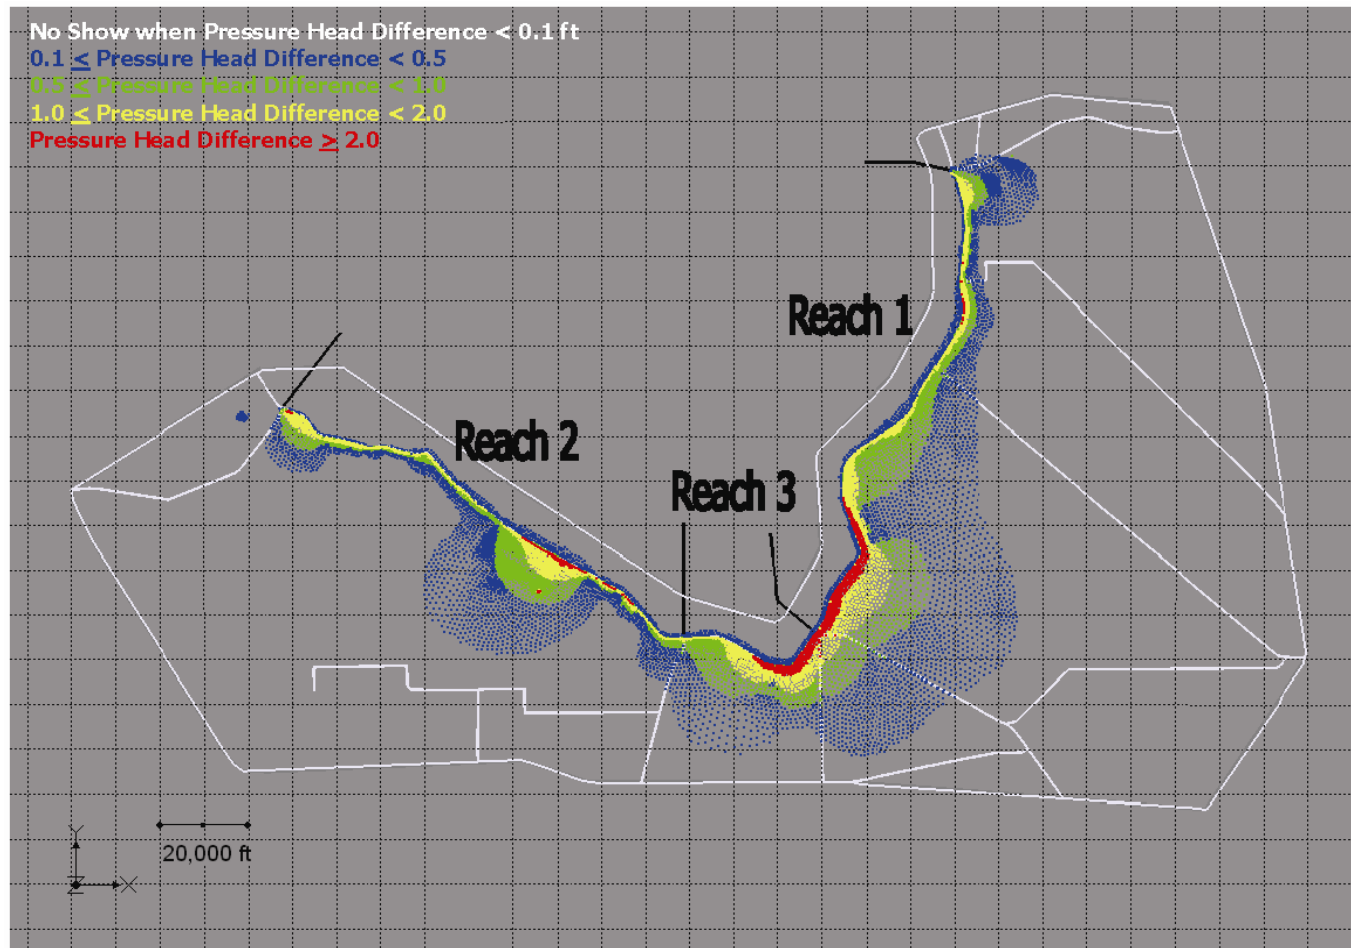 No Show when Pressure Head Difference < 0.1 ft
0.1 ≤ Pressure Head Difference < 0.5
0.5 ≤ Pressure Head Difference < 1.0
1.0 ≤ Pressure Head Difference < 2.0
Pressure Head Difference ≥ 2.0
Reach 1
Reach 2
Reach 3
Y
20,000 ft
Z
X